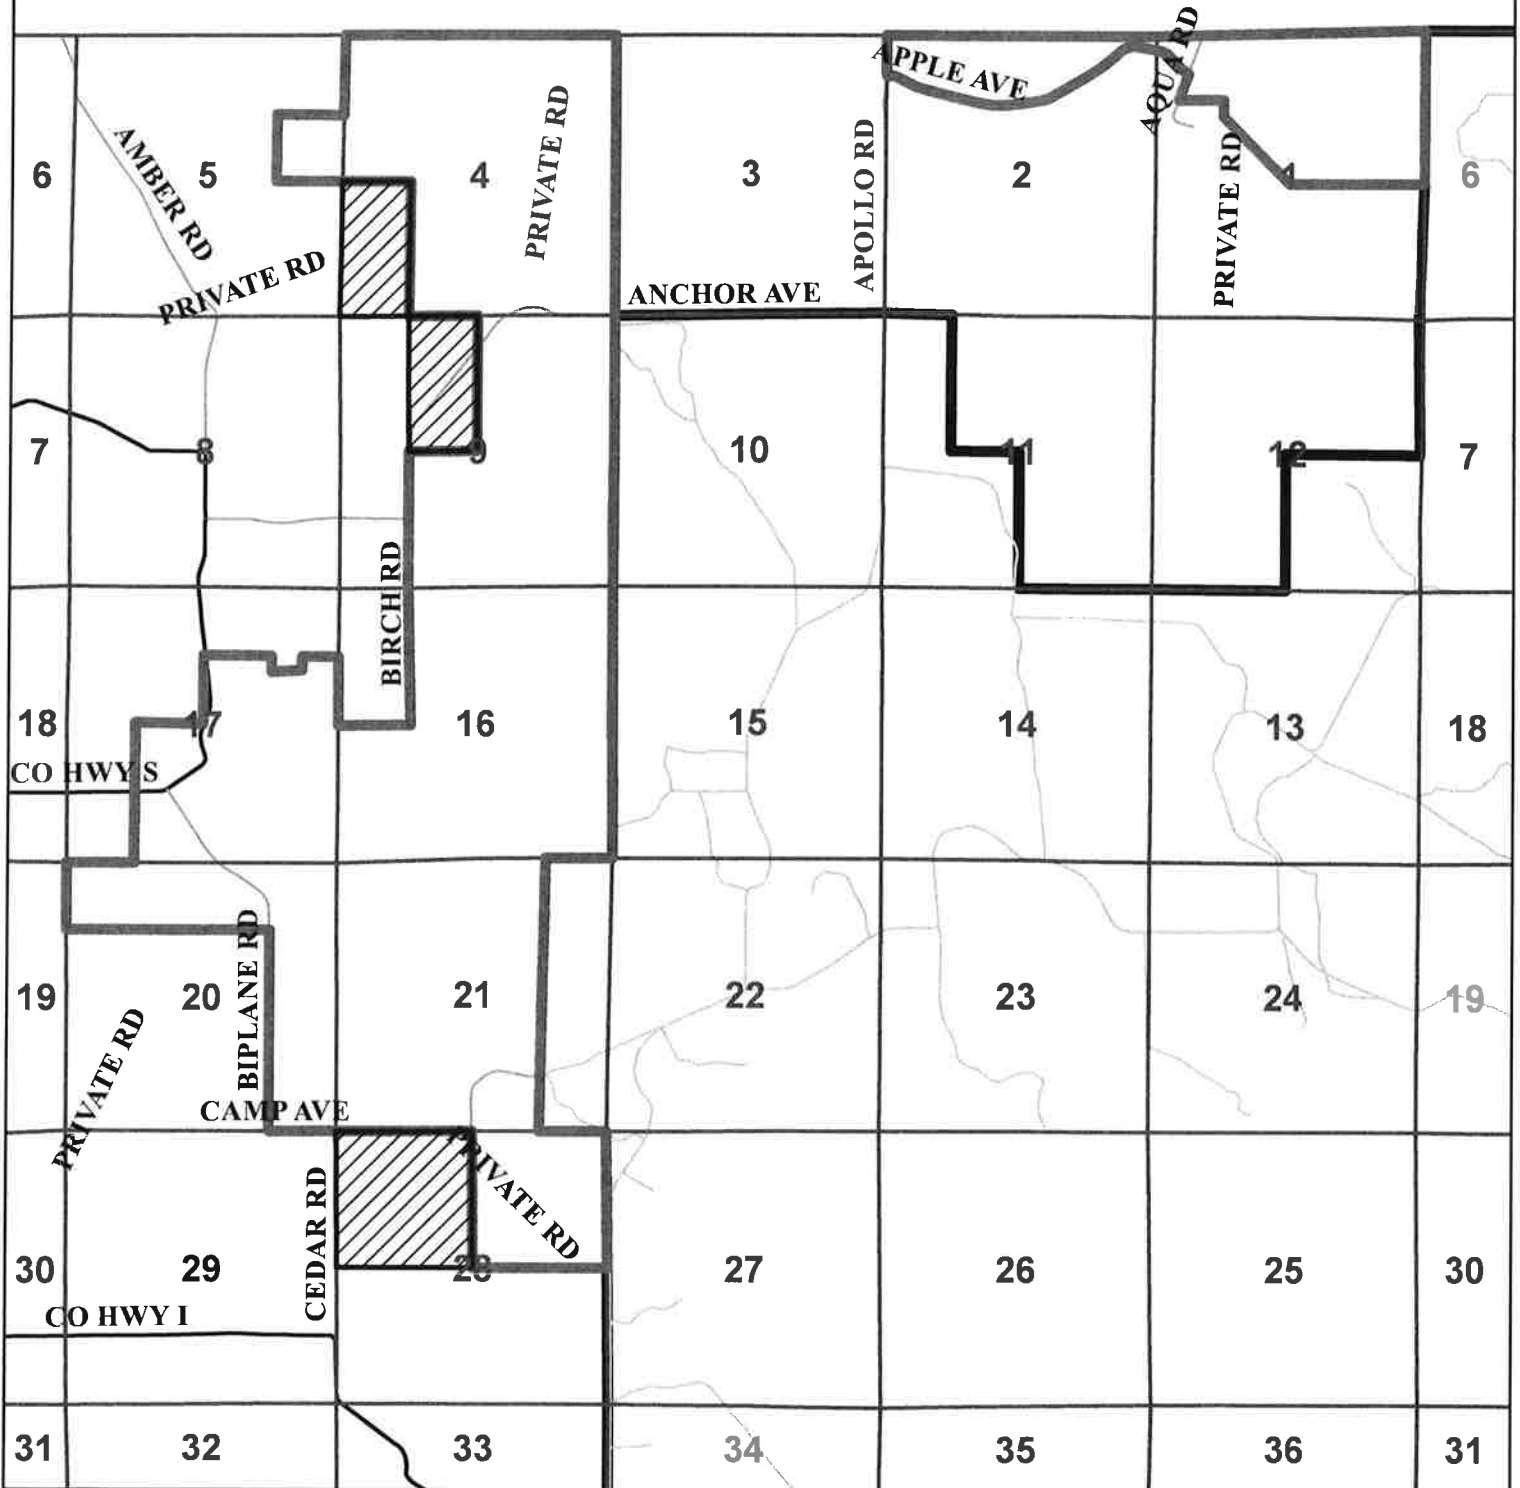 AQUA RD
APPLE AVE
AMBER RD
PRIVATE RD
APOLLO RD
PRIVATE RD
6 5 4 3 2 1 6
PRIVATE RD
ANCHOR AVE
7 8 9 10 11 12 7
BIRCH RD
18 17 16 15 14 13 18
CO HWY S
BIPLANE RD
19 20 21 22 23 24 19
PRIVATE RD
CAMP AVE
PRIVATE RD
CEDAR RD
30 29 28 27 26 25 30
CO HWY I
31 32 33 34 35 36 31